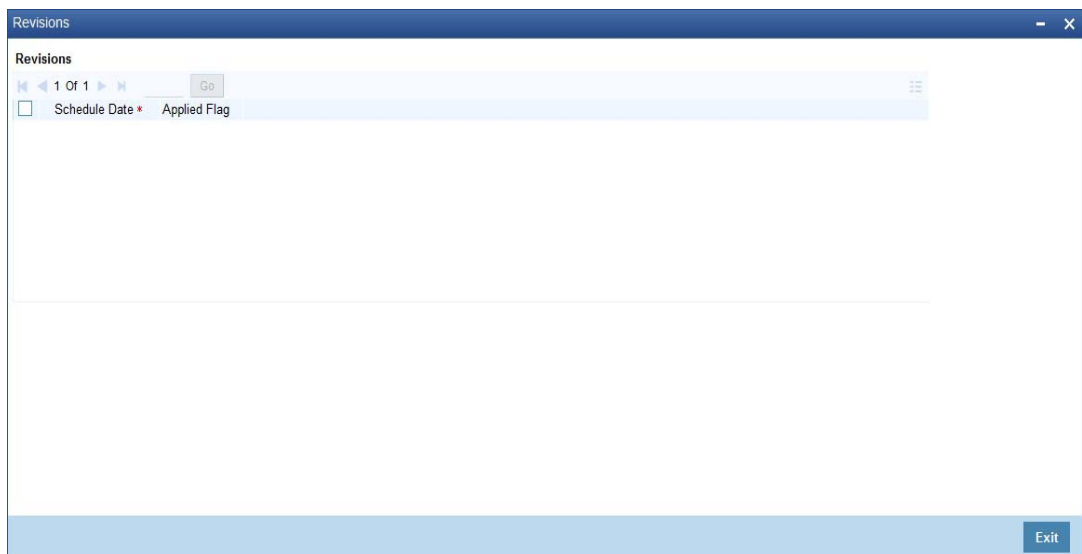 Revisions
Revisions
1 Of 1 Go
Schedule Date * Applied Flag
Exit